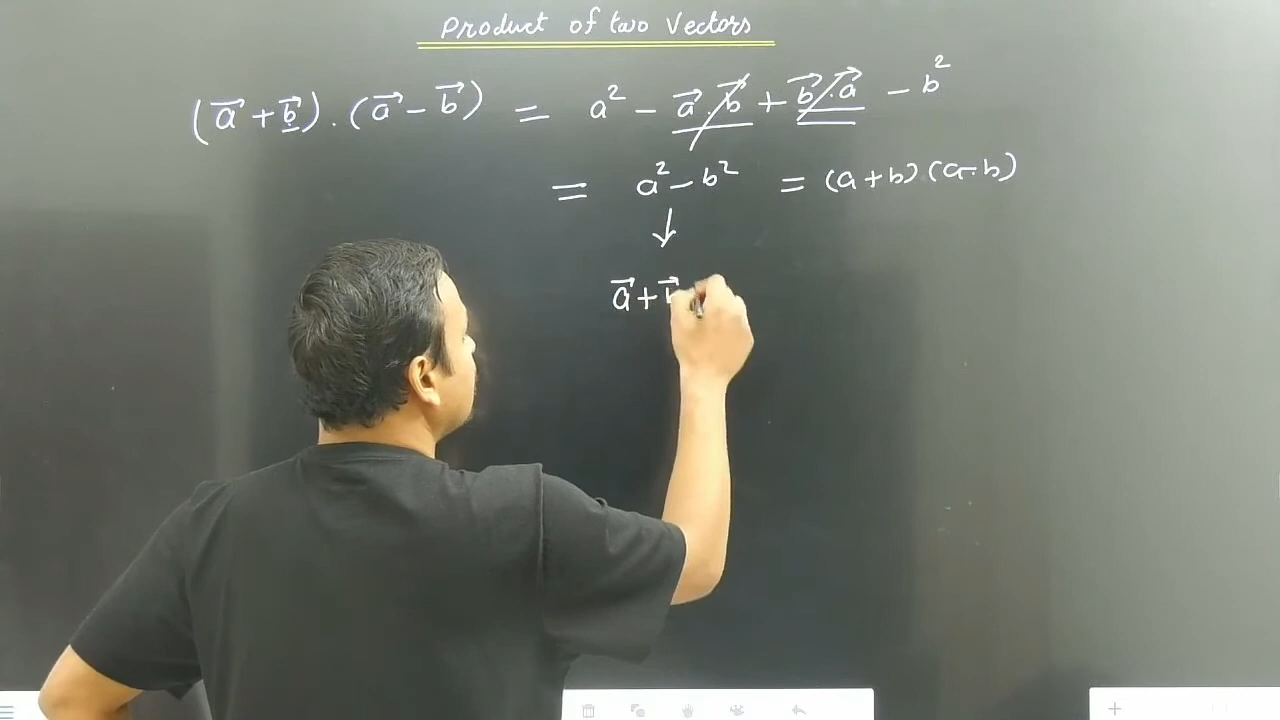 Product of two Vectors
(a⃗ + b⃗) . (a⃗ − b⃗) = a² − a⃗ . b⃗ + b⃗ . a⃗ − b²
= a² − b² = (a + b) (a − b)
↓
a⃗ +